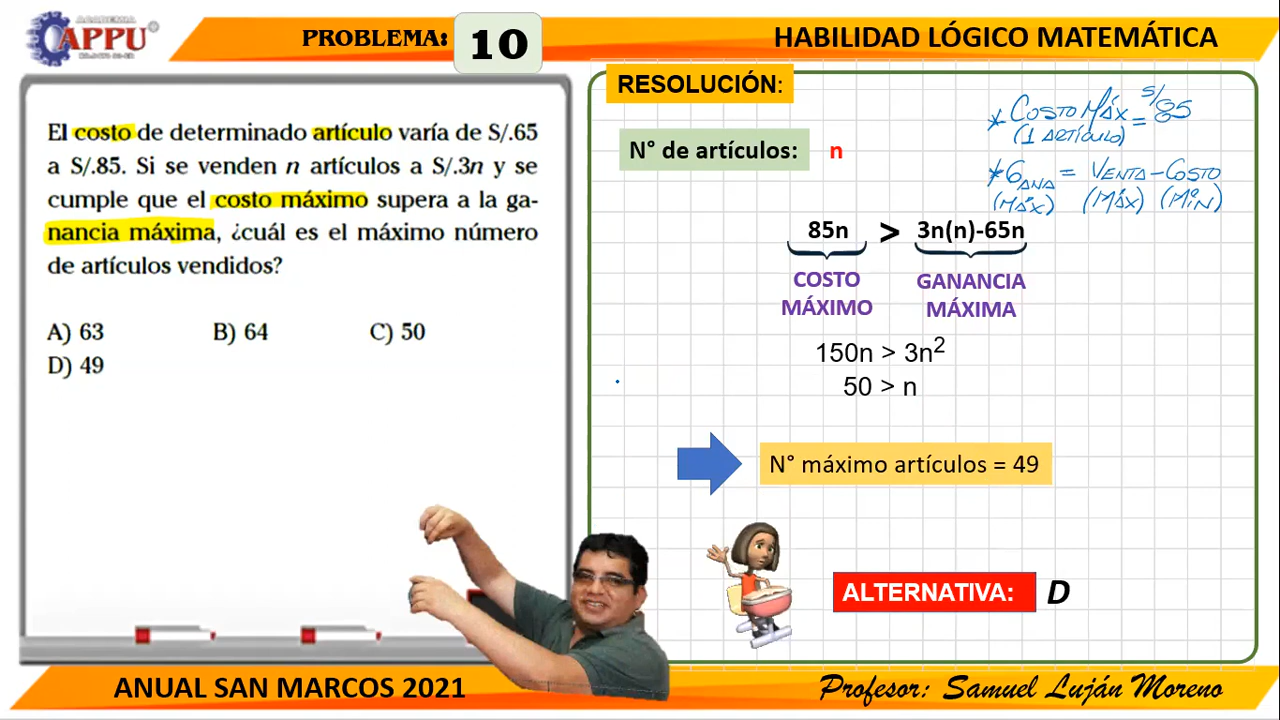 ACADEMIA
APPU
PROBLEMA:
10
HABILIDAD LÓGICO MATEMÁTICA
El costo de determinado artículo varía de S/.65
a S/.85. Si se venden n artículos a S/.3n y se
cumple que el costo máximo supera a la ga-
nancia máxima, ¿cuál es el máximo número
de artículos vendidos?
A) 63 B) 64 C) 50
D) 49
RESOLUCIÓN:
N° de artículos: n
* COSTO MÁX = S/85
(1 ARTÍCULO)
* GANA = VENTA - COSTO
(MÁX) (MÁX) (MÍN)
85n > 3n(n)-65n
COSTO MÁXIMO
GANANCIA MÁXIMA
150n > 3n²
50 > n
N° máximo artículos = 49
ALTERNATIVA: D
ANUAL SAN MARCOS 2021
Profesor: Samuel Luján Moreno